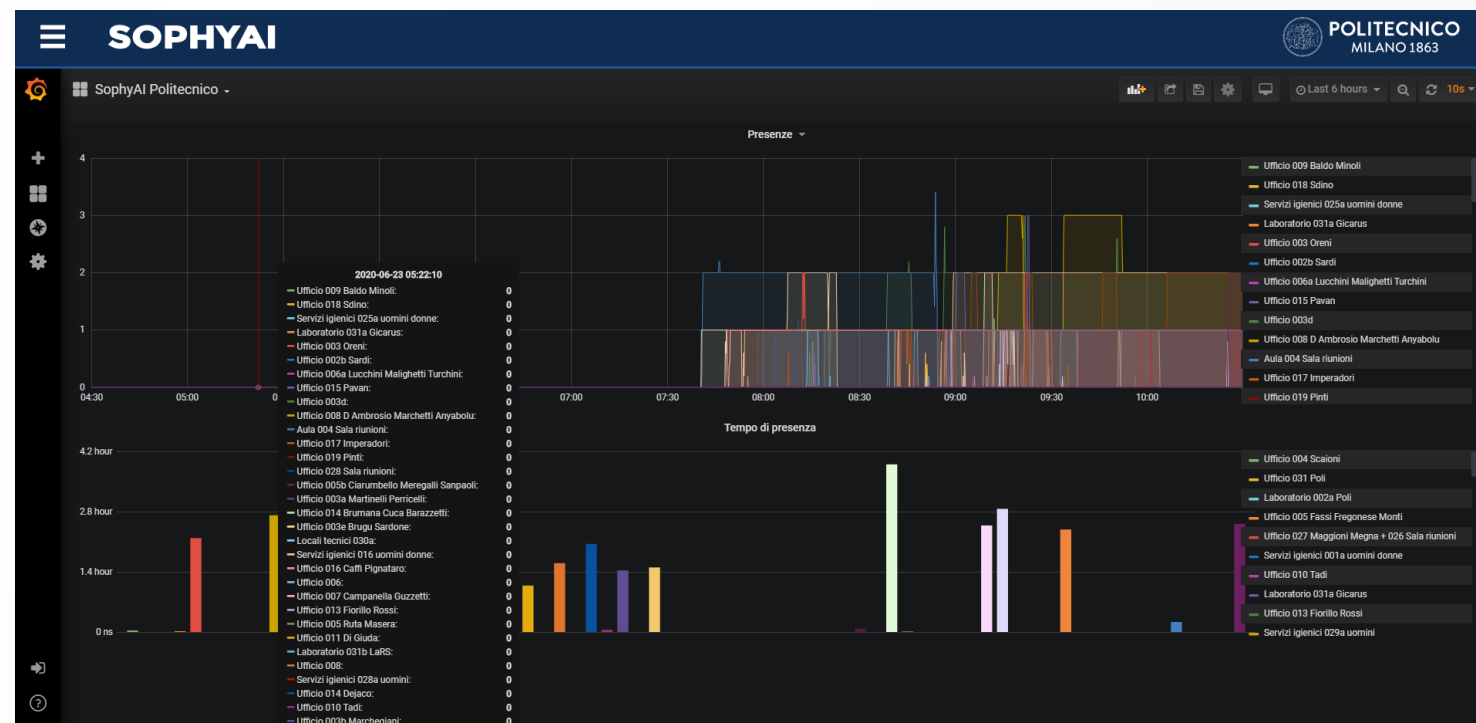 SOPHYAI
POLITECNICO
MILANO 1863
SophyAI Politecnico
Last 6 hours
10s
Presenze
4
3
2
1
0
04:30
05:00
0
07:00
07:30
08:00
08:30
09:00
09:30
10:00
Ufficio 009 Baldo Minoli
Ufficio 018 Sdino
Servizi igienici 025a uomini donne
Laboratorio 031a Gicarus
Ufficio 003 Oreni
Ufficio 002b Sardi
Ufficio 006a Lucchini Malighetti Turchini
Ufficio 015 Pavan
Ufficio 003d
Ufficio 008 D Ambrosio Marchetti Anyabolu
Aula 004 Sala riunioni
Ufficio 017 Imperadori
Ufficio 019 Pinti
2020-06-23 05:22:10
Ufficio 009 Baldo Minoli: 0
Ufficio 018 Sdino: 0
Servizi igienici 025a uomini donne: 0
Laboratorio 031a Gicarus: 0
Ufficio 003 Oreni: 0
Ufficio 002b Sardi: 0
Ufficio 006a Lucchini Malighetti Turchini: 0
Ufficio 015 Pavan: 0
Ufficio 003d: 0
Ufficio 008 D Ambrosio Marchetti Anyabolu: 0
Aula 004 Sala riunioni: 0
Ufficio 017 Imperadori: 0
Ufficio 019 Pinti: 0
Ufficio 028 Sala riunioni: 0
Ufficio 005b Ciarumbello Meregalli Sanpaoli: 0
Ufficio 003a Martinelli Perricelli: 0
Ufficio 014 Brumana Cuca Barazzetti: 0
Ufficio 003e Brugu Sardone: 0
Locali tecnici 030a: 0
Servizi igienici 016 uomini donne: 0
Ufficio 016 Caffi Pignataro: 0
Ufficio 006: 0
Ufficio 007 Campanella Guzzetti: 0
Ufficio 013 Fiorillo Rossi: 0
Ufficio 005 Ruta Masera: 0
Ufficio 011 Di Giuda: 0
Laboratorio 031b LaRS: 0
Ufficio 008: 0
Servizi igienici 028a uomini: 0
Ufficio 014 Dejaco: 0
Ufficio 010 Tadi: 0
Ufficio 003b Marchegiani: 0
Tempo di presenza
4.2 hour
2.8 hour
1.4 hour
0 ns
Ufficio 004 Scaioni
Ufficio 031 Poli
Laboratorio 002a Poli
Ufficio 005 Fassi Fregonese Monti
Ufficio 027 Maggioni Megna + 026 Sala riunioni
Servizi igienici 001a uomini donne
Ufficio 010 Tadi
Laboratorio 031a Gicarus
Ufficio 013 Fiorillo Rossi
Servizi igienici 029a uomini